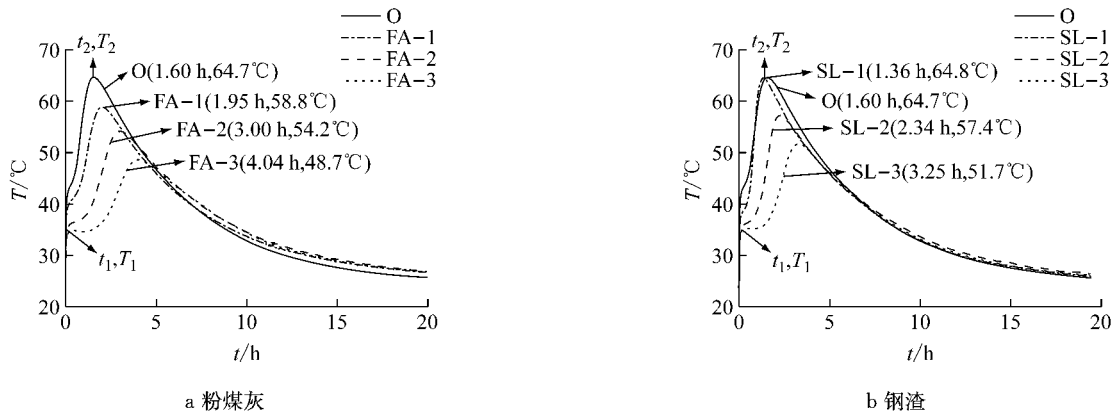 O
FA-1
FA-2
FA-3
t₂,T₂
O(1.60 h,64.7℃)
FA-1(1.95 h,58.8℃)
FA-2(3.00 h,54.2℃)
FA-3(4.04 h,48.7℃)
t₁,T₁
70
60
50
40
30
20
T/℃
0 5 10 15 20
t/h
a 粉煤灰
O
SL-1
SL-2
SL-3
t₂,T₂
SL-1(1.36 h,64.8℃)
O(1.60 h,64.7℃)
SL-2(2.34 h,57.4℃)
SL-3(3.25 h,51.7℃)
t₁,T₁
70
60
50
40
30
20
T/℃
0 5 10 15 20
t/h
b 钢渣